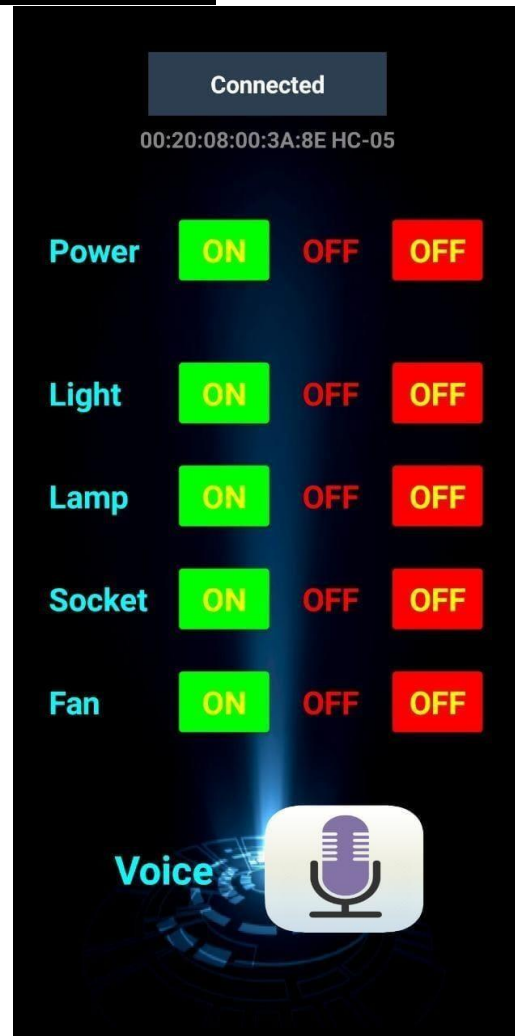 Connected
00:20:08:00:3A:8E HC-05
Power ON OFF OFF
Light ON OFF OFF
Lamp ON OFF OFF
Socket ON OFF OFF
Fan ON OFF OFF
Voice